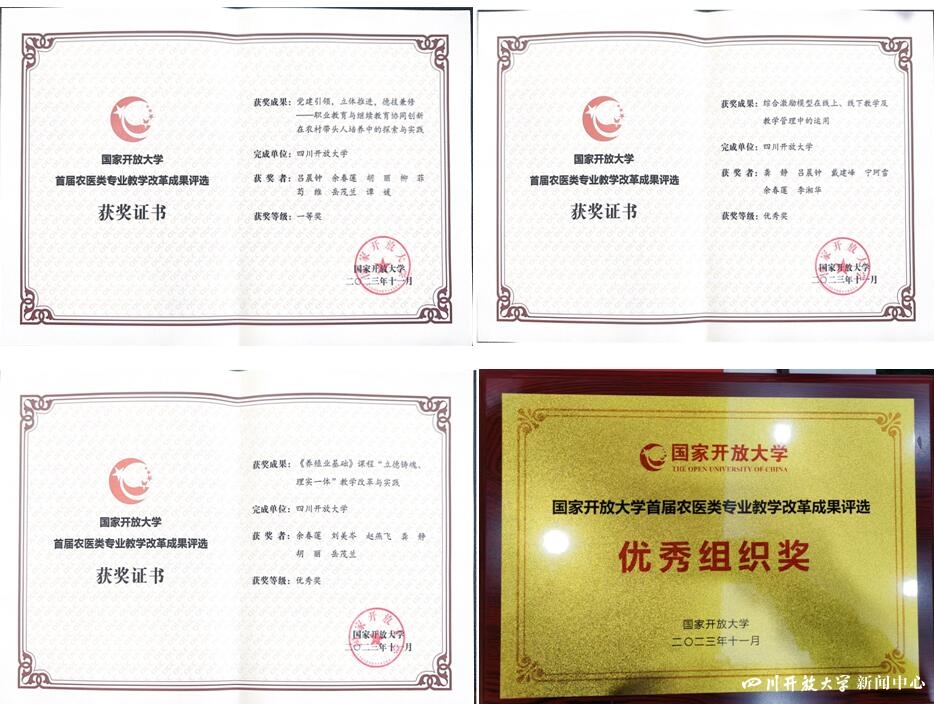 国家开放大学
首届农医类专业教学改革成果评选
获奖证书
获奖成果：党建引领，立体推进，德技兼修
——职业教育与继续教育协同创新
在农村带头人培养中的探索与实践
完成单位：四川开放大学
获 奖 者：吕晨钟 余春莲 胡 丽 柳 菲
苟 维 岳茂兰 谭 媛
获奖等级：一等奖
国家开放大学
二〇二三年十一月
国家开放大学
首届农医类专业教学改革成果评选
获奖证书
获奖成果：综合激励模型在线上、线下教学及
教学管理中的运用
完成单位：四川开放大学
获 奖 者：龚 静 吕晨钟 戴建峰 宁珂雪
余春莲 李湘华
获奖等级：优秀奖
国家开放大学
二〇二三年十一月
国家开放大学
首届农医类专业教学改革成果评选
获奖证书
获奖成果：《养殖业基础》课程“立德铸魂、
理实一体”教学改革与实践
完成单位：四川开放大学
获 奖 者：余春莲 刘美岑 赵燕飞 龚 静
胡 丽 岳茂兰
获奖等级：优秀奖
国家开放大学
二〇二三年十一月
国家开放大学
THE OPEN UNIVERSITY OF CHINA
国家开放大学首届农医类专业教学改革成果评选
优秀组织奖
国家开放大学
二〇二三年十一月
四川开放大学新闻中心